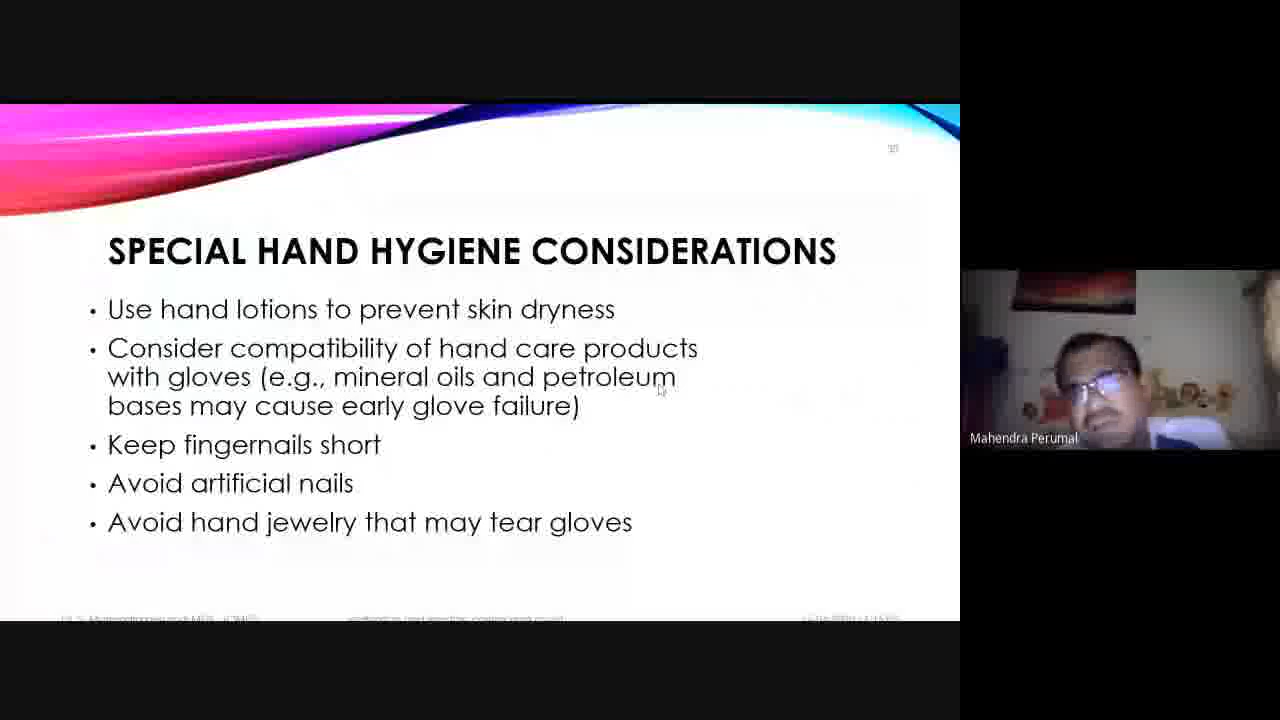 SPECIAL HAND HYGIENE CONSIDERATIONS
• Use hand lotions to prevent skin dryness
• Consider compatibility of hand care products
with gloves (e.g., mineral oils and petroleum
bases may cause early glove failure)
• Keep fingernails short
• Avoid artificial nails
• Avoid hand jewelry that may tear gloves
Mahendra Perumal